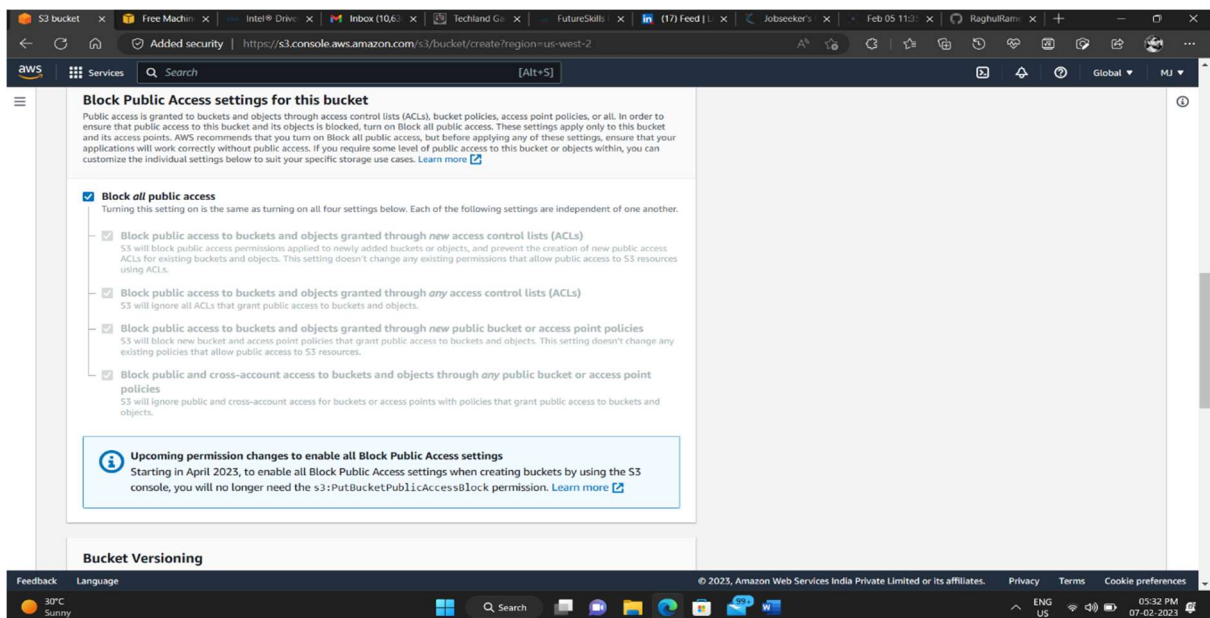 S3 bucket
Free Machin
Intel® Drive
Inbox (10,63
Techland Ga
FutureSkills
(17) Feed | L
Jobseeker's
Feb 05 11:3
RaghulRam
Added security
https://s3.console.aws.amazon.com/s3/bucket/create?region=us-west-2
aws
Services
Search
[Alt+S]
Global
MJ
Block Public Access settings for this bucket
Public access is granted to buckets and objects through access control lists (ACLs), bucket policies, access point policies, or all. In order to
ensure that public access to this bucket and its objects is blocked, turn on Block all public access. These settings apply only to this bucket
and its access points. AWS recommends that you turn on Block all public access, but before applying any of these settings, ensure that your
applications will work correctly without public access. If you require some level of public access to this bucket or objects within, you can
customize the individual settings below to suit your specific storage use cases. Learn more
Block all public access
Turning this setting on is the same as turning on all four settings below. Each of the following settings are independent of one another.
Block public access to buckets and objects granted through new access control lists (ACLs)
S3 will block public access permissions applied to newly added buckets or objects, and prevent the creation of new public access
ACLs for existing buckets and objects. This setting doesn't change any existing permissions that allow public access to S3 resources
using ACLs.
Block public access to buckets and objects granted through any access control lists (ACLs)
S3 will ignore all ACLs that grant public access to buckets and objects.
Block public access to buckets and objects granted through new public bucket or access point policies
S3 will block new bucket and access point policies that grant public access to buckets and objects. This setting doesn't change any
existing policies that allow public access to S3 resources.
Block public and cross-account access to buckets and objects through any public bucket or access point
policies
S3 will ignore public and cross-account access for buckets or access points with policies that grant public access to buckets and
objects.
Upcoming permission changes to enable all Block Public Access settings
Starting in April 2023, to enable all Block Public Access settings when creating buckets by using the S3
console, you will no longer need the s3:PutBucketPublicAccessBlock permission. Learn more
Bucket Versioning
Feedback
Language
© 2023, Amazon Web Services India Private Limited or its affiliates.
Privacy
Terms
Cookie preferences
30°C
Sunny
Search
99+
ENG
US
05:32 PM
07-02-2023